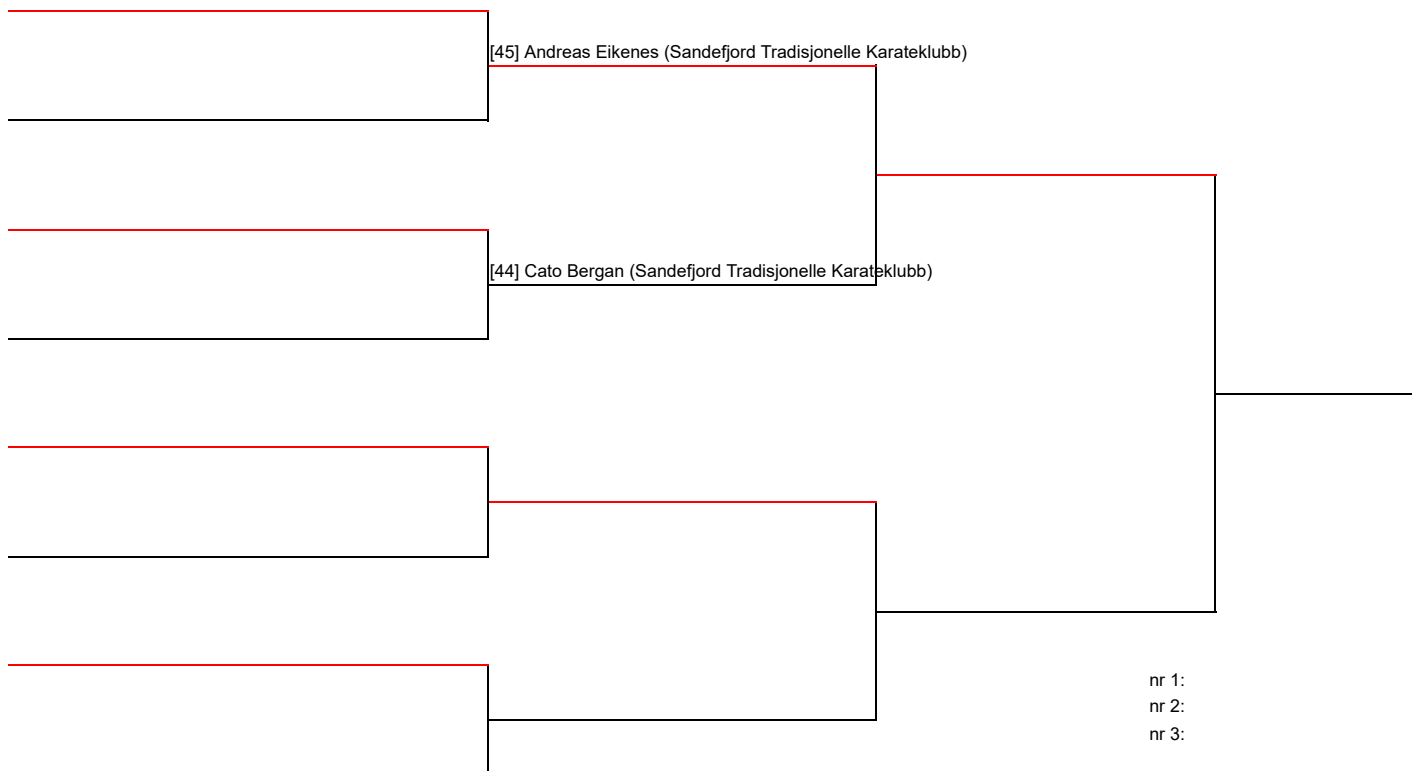 [45] Andreas Eikenes (Sandefjord Tradisjonelle Karateklubb)
[44] Cato Bergan (Sandefjord Tradisjonelle Karateklubb)
nr 1:
nr 2:
nr 3: